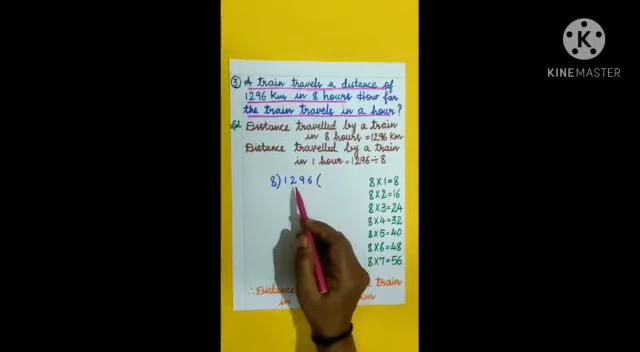 ③ A train travels a distance of
1296 Km in 8 hours How far
the train travels in a hour?
Sol Distance travelled by a train
in 8 hours = 1296 Km
Distance travelled by a train
in 1 hour = 1296 ÷ 8
8) 1296 (
8 X 1 = 8
8 X 2 = 16
8 X 3 = 24
8 X 4 = 32
8 X 5 = 40
8 X 6 = 48
8 X 7 = 56
∴ Distance train
in Km
K
KINEMASTER